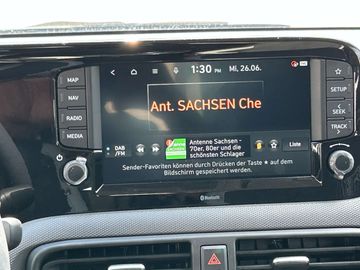 1:30 PM Mi, 26.06.
MAP
NAV
RADIO
MEDIA
Ant. SACHSEN Che
SETUP
SEEK
TRACK
DAB
/FM
Antenne Sachsen -
70er, 80er und die
schönsten Schlager
Liste
Sender-Favoriten können durch Drücken der Taste ★ auf dem
Bildschirm gespeichert werden.
Bluetooth